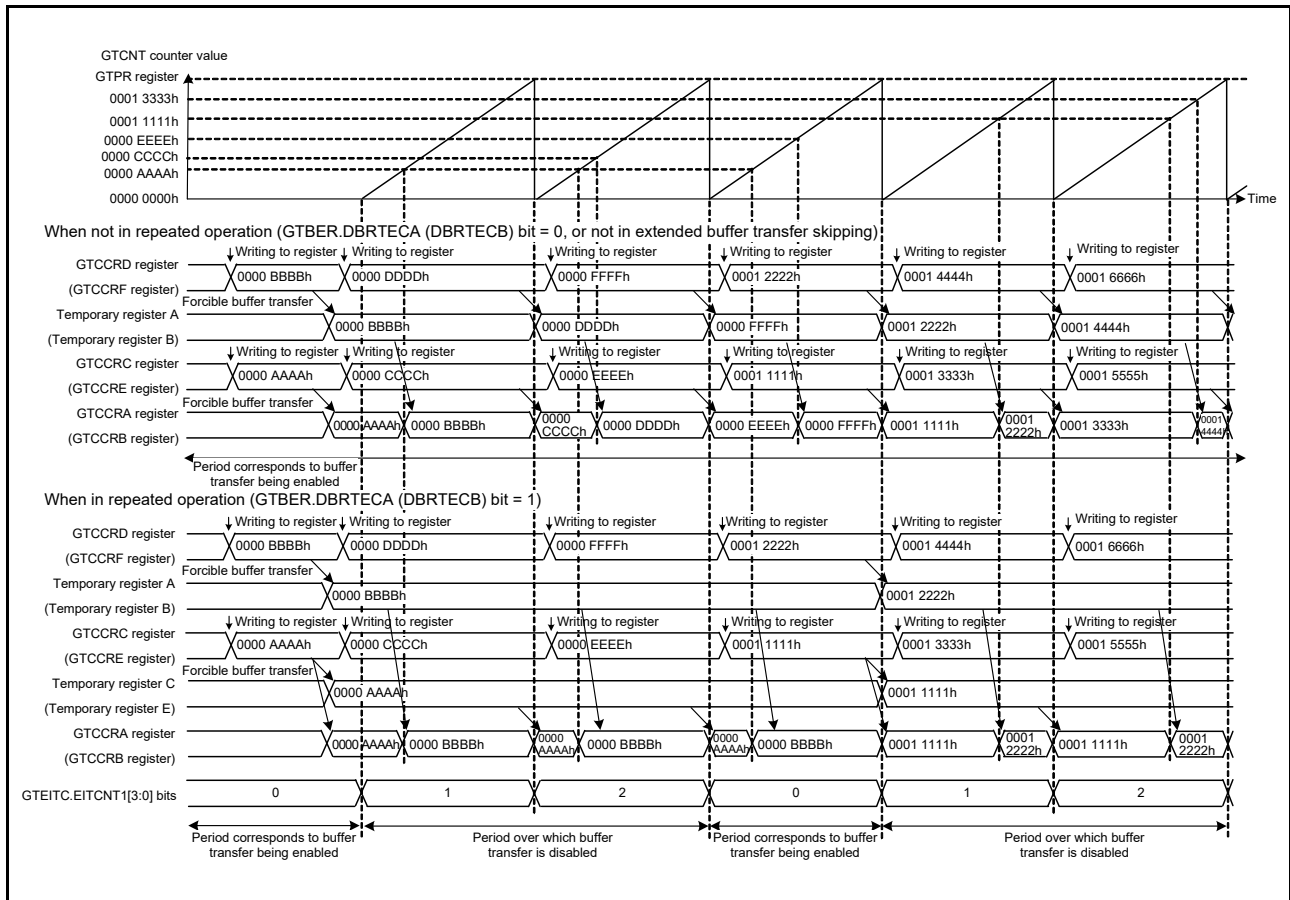 GTCNT counter value
GTPR register
0001 3333h
0001 1111h
0000 EEEEh
0000 CCCCh
0000 AAAAh
0000 0000h
Time
When not in repeated operation (GTBER.DBRTECA (DBRTECB) bit = 0, or not in extended buffer transfer skipping)
Writing to register Writing to register Writing to register Writing to register Writing to register Writing to register
GTCCRD register
0000 BBBBh 0000 DDDDh 0000 FFFFh 0001 2222h 0001 4444h 0001 6666h
(GTCCRF register)
Forcible buffer transfer
Temporary register A
0000 BBBBh 0000 DDDDh 0000 FFFFh 0001 2222h 0001 4444h
(Temporary register B)
Writing to register Writing to register Writing to register Writing to register Writing to register Writing to register
GTCCRC register
0000 AAAAh 0000 CCCCh 0000 EEEEh 0001 1111h 0001 3333h 0001 5555h
(GTCCRE register)
Forcible buffer transfer
GTCCRA register
0000 AAAAh 0000 BBBBh 0000 CCCCh 0000 DDDDh 0000 EEEEh 0000 FFFFh 0001 1111h 0001 2222h 0001 3333h 0001 4444h
(GTCCRB register)
Period corresponds to buffer
transfer being enabled
When in repeated operation (GTBER.DBRTECA (DBRTECB) bit = 1)
Writing to register Writing to register Writing to register Writing to register Writing to register Writing to register
GTCCRD register
0000 BBBBh 0000 DDDDh 0000 FFFFh 0001 2222h 0001 4444h 0001 6666h
(GTCCRF register)
Forcible buffer transfer
Temporary register A
0000 BBBBh 0001 2222h
(Temporary register B)
Writing to register Writing to register Writing to register Writing to register Writing to register Writing to register
GTCCRC register
0000 AAAAh 0000 CCCCh 0000 EEEEh 0001 1111h 0001 3333h 0001 5555h
(GTCCRE register)
Forcible buffer transfer
Temporary register C
0000 AAAAh 0001 1111h
(Temporary register E)
GTCCRA register
0000 AAAAh 0000 BBBBh 0000 AAAAh 0000 BBBBh 0000 AAAAh 0000 BBBBh 0001 1111h 0001 2222h 0001 1111h 0001 2222h
(GTCCRB register)
GTEITC.EITCNT1[3:0] bits 0 1 2 0 1 2
Period corresponds to buffer Period over which buffer Period corresponds to buffer Period over which buffer
transfer being enabled transfer is disabled transfer being enabled transfer is disabled